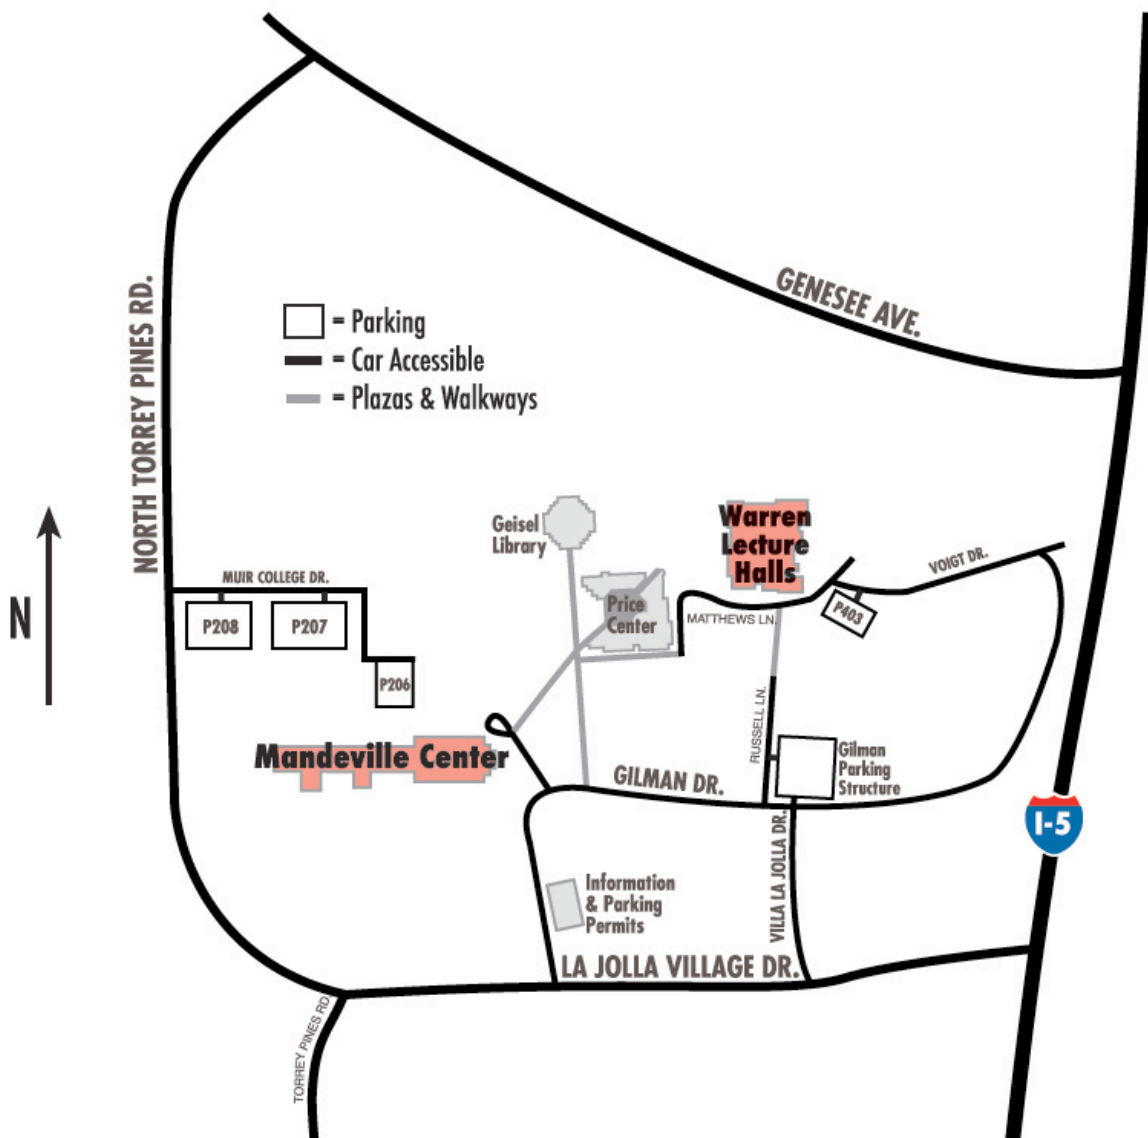 GENESEE AVE.
NORTH TORREY PINES RD.
= Parking
= Car Accessible
= Plazas & Walkways
N
Geisel
Library
Warren
Lecture
Halls
VOIGT DR.
MUIR COLLEGE DR.
P208
P207
Price
Center
MATTHEWS LN.
P403
P206
RUSSELL LN.
Mandeville Center
GILMAN DR.
Gilman
Parking
Structure
I-5
VILLA LA JOLLA DR.
Information
& Parking
Permits
LA JOLLA VILLAGE DR.
TORREY PINES RD.